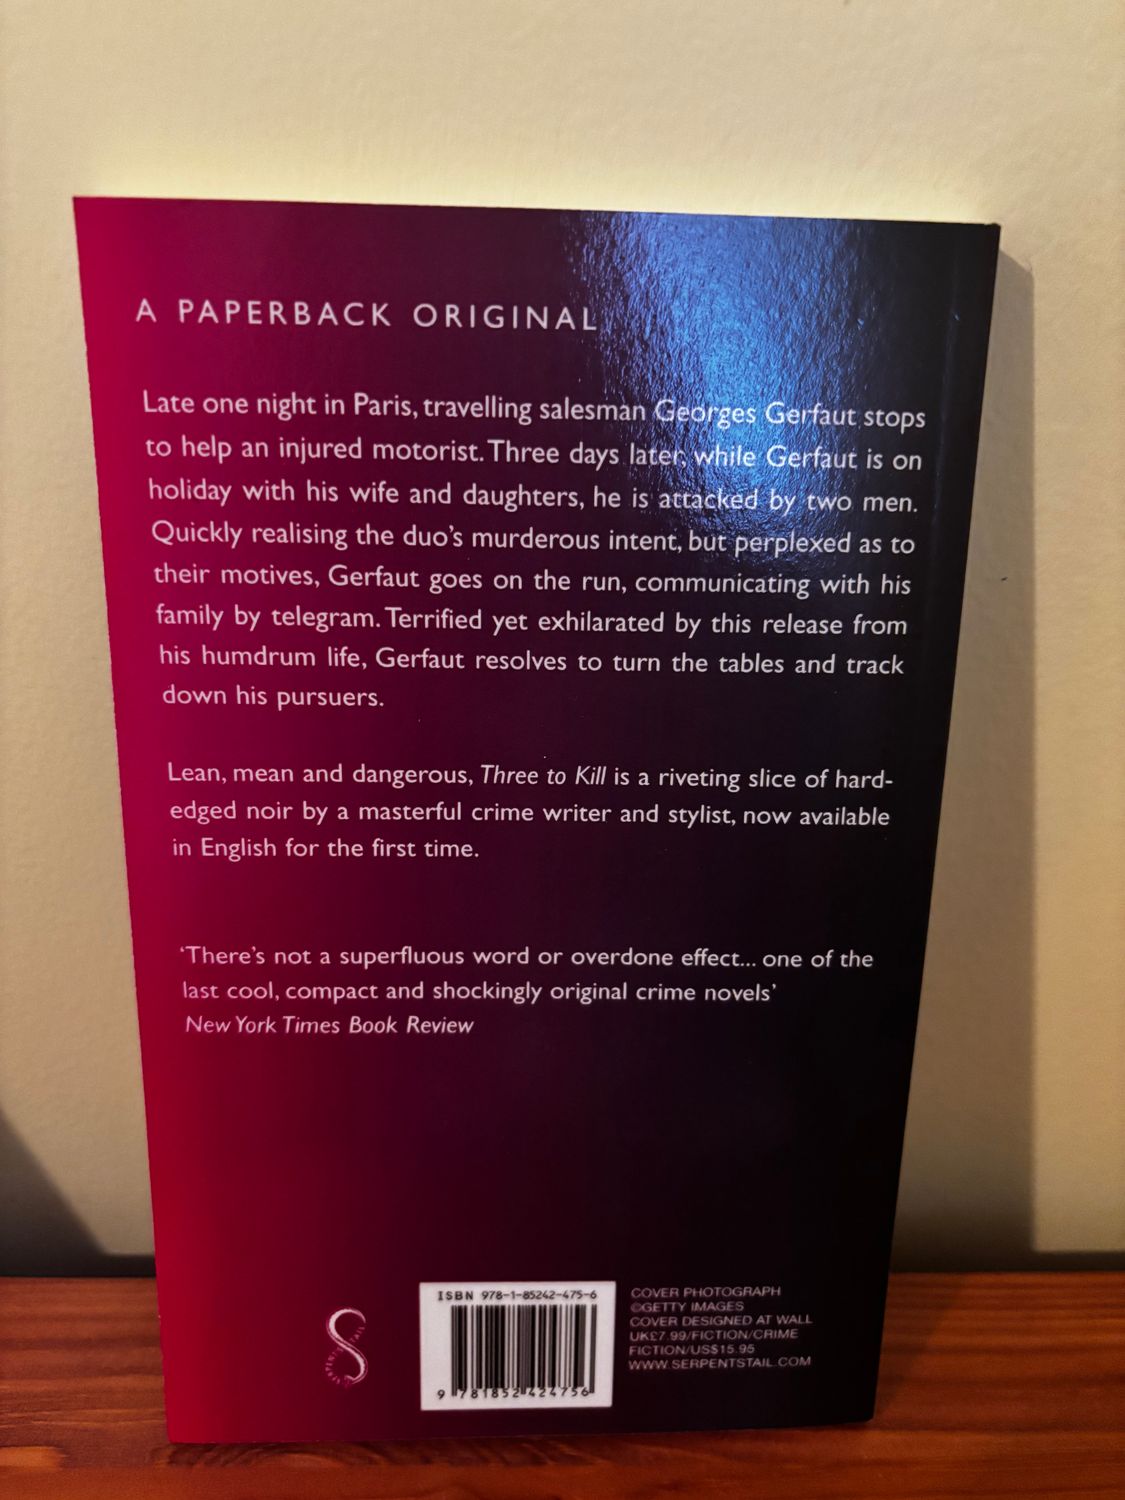 A PAPERBACK ORIGINAL
Late one night in Paris, travelling salesman Georges Gerfaut stops
to help an injured motorist. Three days later, while Gerfaut is on
holiday with his wife and daughters, he is attacked by two men.
Quickly realising the duo's murderous intent, but perplexed as to
their motives, Gerfaut goes on the run, communicating with his
family by telegram. Terrified yet exhilarated by this release from
his humdrum life, Gerfaut resolves to turn the tables and track
down his pursuers.
Lean, mean and dangerous, Three to Kill is a riveting slice of hard-
edged noir by a masterful crime writer and stylist, now available
in English for the first time.
'There's not a superfluous word or overdone effect... one of the
last cool, compact and shockingly original crime novels'
New York Times Book Review
SERPENT'S TAIL
ISBN 978-1-85242-475-6
9 781852 424756
COVER PHOTOGRAPH
©GETTY IMAGES
COVER DESIGNED AT WALL
UK£7.99/FICTION/CRIME
FICTION/US$15.95
WWW.SERPENTSTAIL.COM